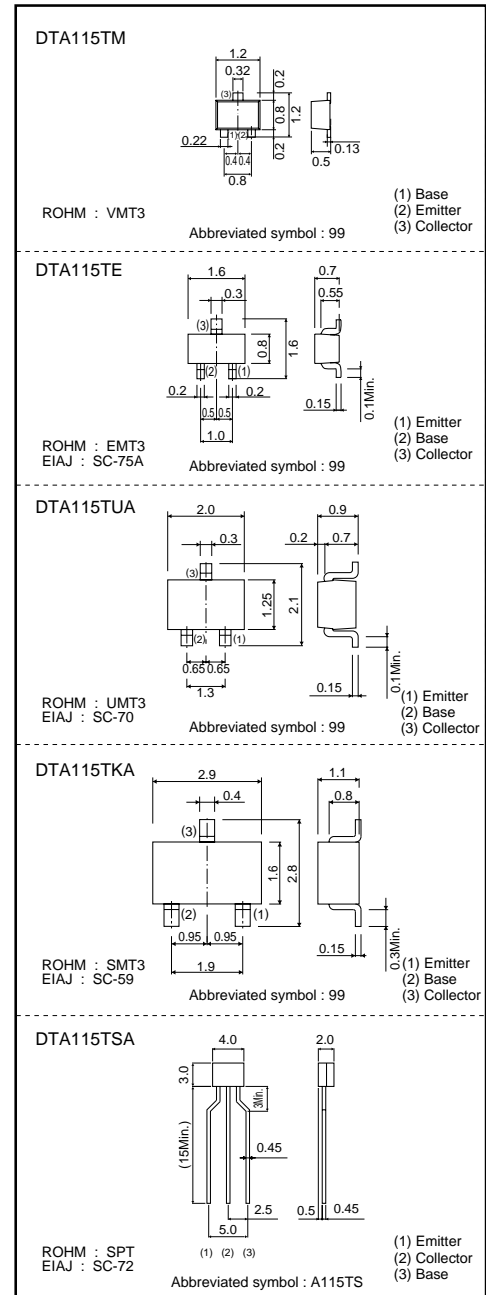 DTA115TM
1.2
0.32
0.2
(3)
0.8
1.2
0.22
(1)(2)
0.4 0.4
0.2
0.8
0.13
0.5
(1) Base
(2) Emitter
(3) Collector
ROHM : VMT3
Abbreviated symbol : 99
DTA115TE
1.6
0.7
0.3
0.55
(3)
0.8
1.6
(2)
(1)
0.2
0.2
0.5 0.5
1.0
0.15
0.1Min.
(1) Emitter
(2) Base
(3) Collector
ROHM : EMT3
EIAJ : SC-75A
Abbreviated symbol : 99
DTA115TUA
2.0
0.9
0.3
0.2
0.7
(3)
1.25
2.1
(2)
(1)
0.65 0.65
1.3
0.15
0.1Min.
(1) Emitter
(2) Base
(3) Collector
ROHM : UMT3
EIAJ : SC-70
Abbreviated symbol : 99
DTA115TKA
2.9
1.1
0.4
0.8
(3)
1.6
2.8
(2)
(1)
0.95 0.95
1.9
0.15
0.3Min.
(1) Emitter
(2) Base
(3) Collector
ROHM : SMT3
EIAJ : SC-59
Abbreviated symbol : 99
DTA115TSA
4.0
2.0
3.0
3Min.
(15Min.)
0.45
2.5
5.0
0.5
0.45
(1) (2) (3)
(1) Emitter
(2) Collector
(3) Base
ROHM : SPT
EIAJ : SC-72
Abbreviated symbol : A115TS